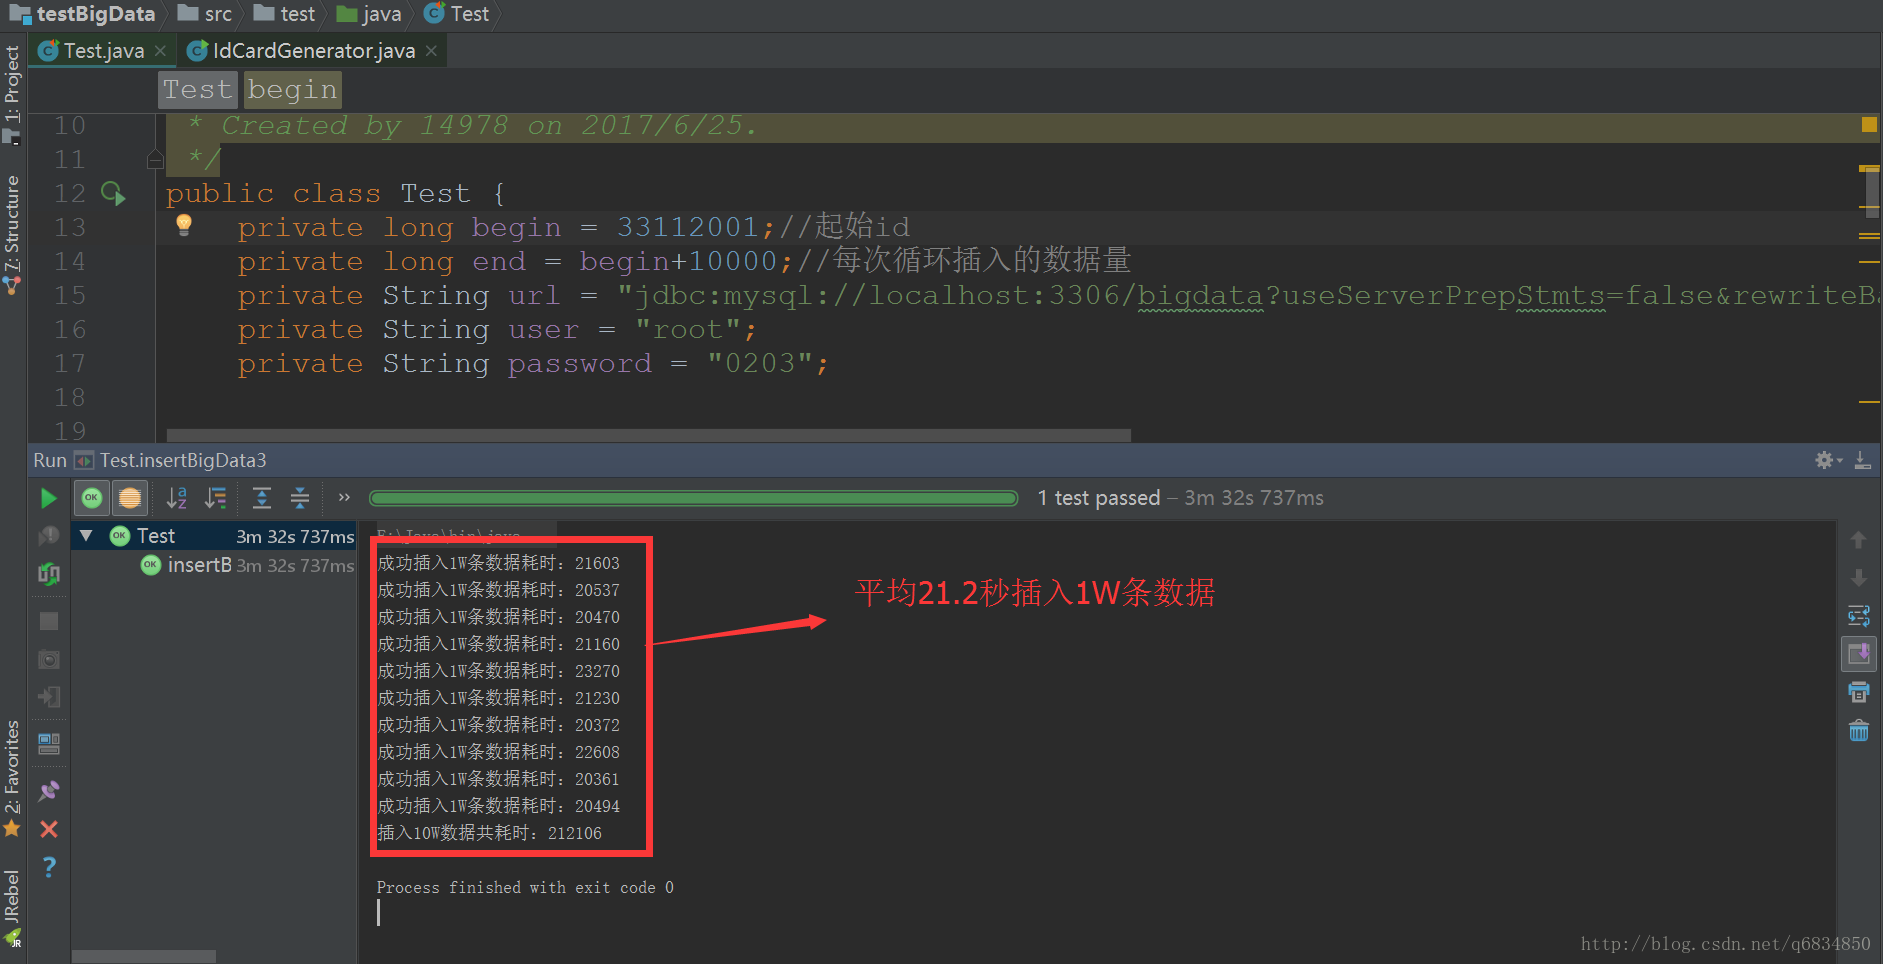 testBigData src test java Test
Test.java IdCardGenerator.java
Test begin
10 * Created by 14978 on 2017/6/25.
11 */
12 public class Test {
13 private long begin = 33112001;//起始id
14 private long end = begin+10000;//每次循环插入的数据量
15 private String url = "jdbc:mysql://localhost:3306/bigdata?useServerPrepStmts=false&rewriteBa
16 private String user = "root";
17 private String password = "0203";
18
19
1: Project
7: Structure
2: Favorites
JRebel
Run Test.insertBigData3
1 test passed – 3m 32s 737ms
Test 3m 32s 737ms
insertB 3m 32s 737ms
E:\Java\bin\java
成功插入1W条数据耗时：21603
成功插入1W条数据耗时：20537
成功插入1W条数据耗时：20470
成功插入1W条数据耗时：21160
成功插入1W条数据耗时：23270
成功插入1W条数据耗时：21230
成功插入1W条数据耗时：20372
成功插入1W条数据耗时：22608
成功插入1W条数据耗时：20361
成功插入1W条数据耗时：20494
插入10W数据共耗时：212106
平均21.2秒插入1W条数据
Process finished with exit code 0
http://blog.csdn.net/q6834850